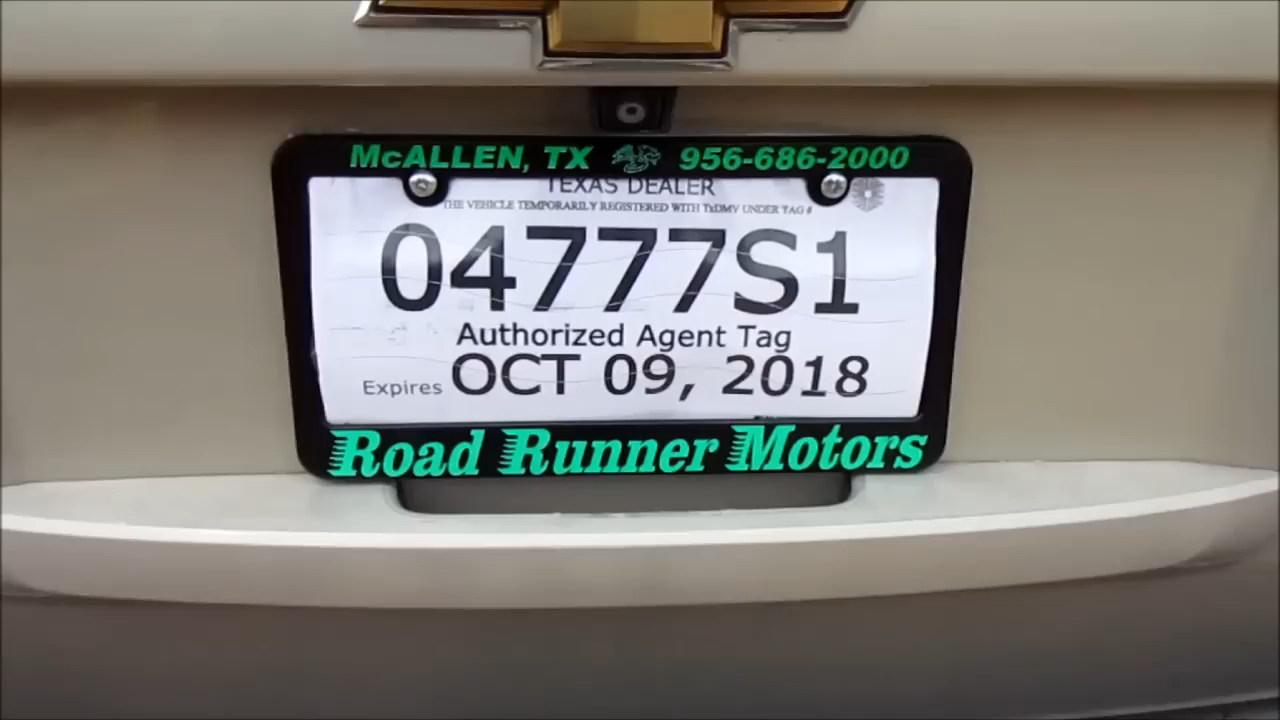 McALLEN, TX 956-686-2000
TEXAS DEALER
THE VEHICLE TEMPORARILY REGISTERED WITH TxDMV UNDER TAG #
04777S1
Authorized Agent Tag
Expires OCT 09, 2018
Road Runner Motors